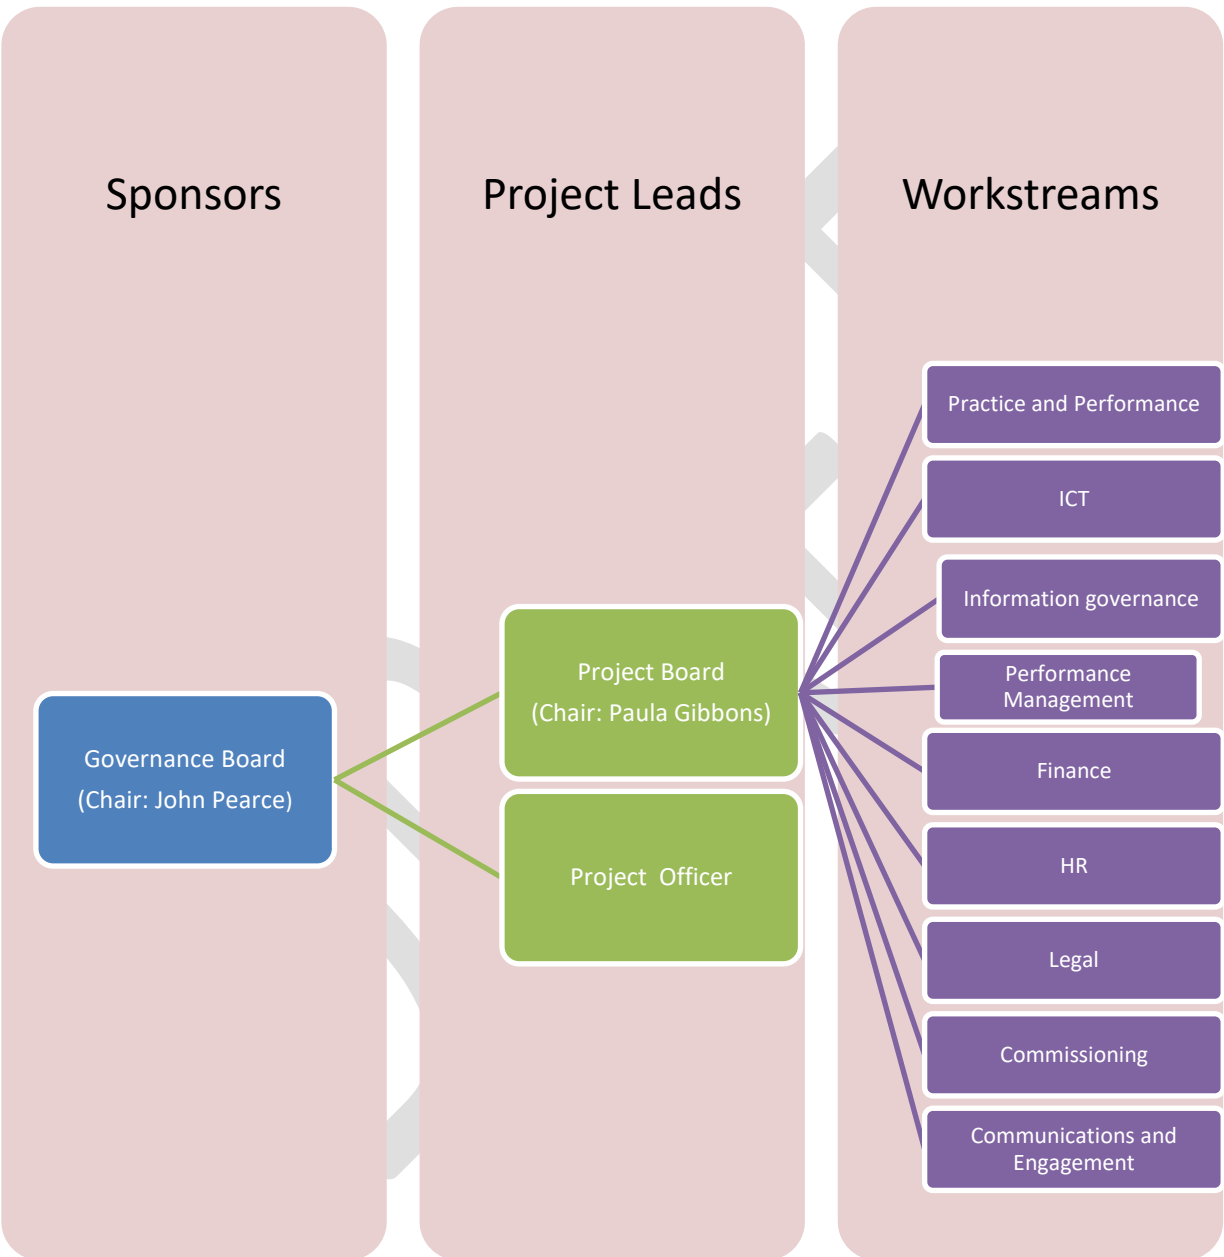 Sponsors
Project Leads
Workstreams
Governance Board
(Chair: John Pearce)
Project Board
(Chair: Paula Gibbons)
Project  Officer
Practice and Performance
ICT
Information governance
Performance
Management
Finance
HR
Legal
Commissioning
Communications and
Engagement